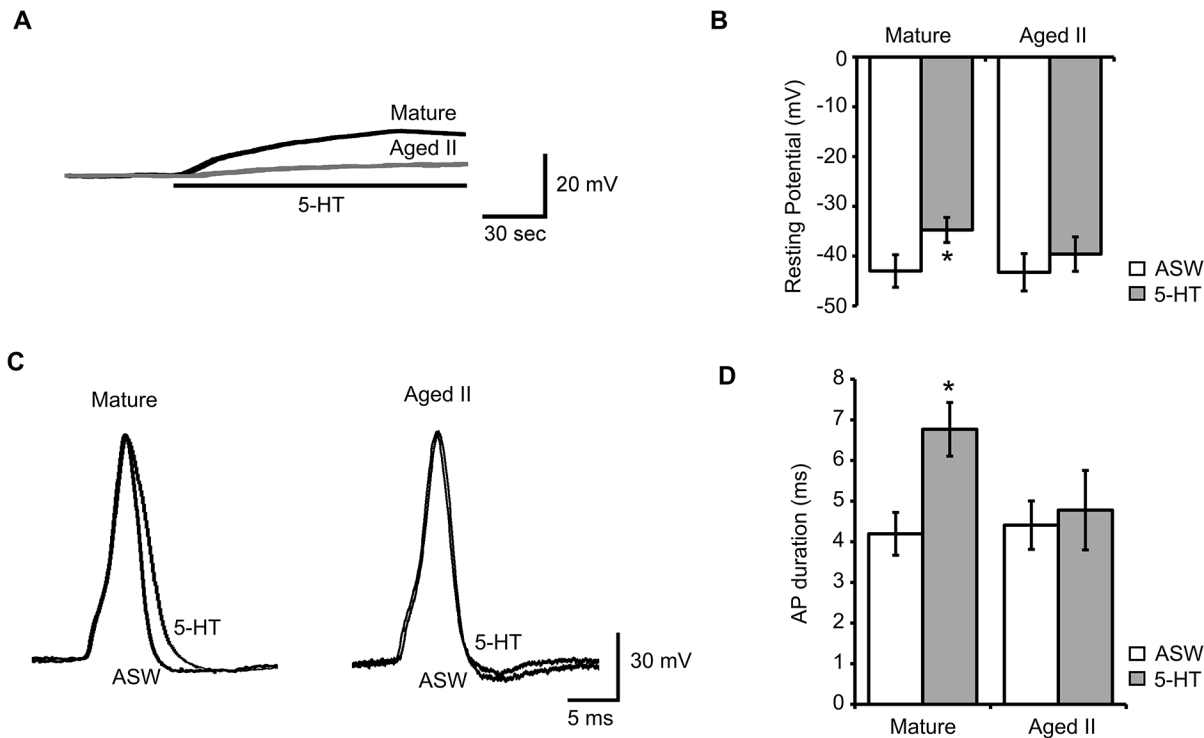 A
Mature
Aged II
5-HT
20 mV
30 sec
B
Mature Aged II
0
-10
-20
-30
-40
-50
Resting Potential (mV)
*
ASW
5-HT
C
Mature
Aged II
5-HT
ASW
5-HT
ASW
30 mV
5 ms
D
8
7
6
5
4
3
2
1
0
AP duration (ms)
*
ASW
5-HT
Mature Aged II